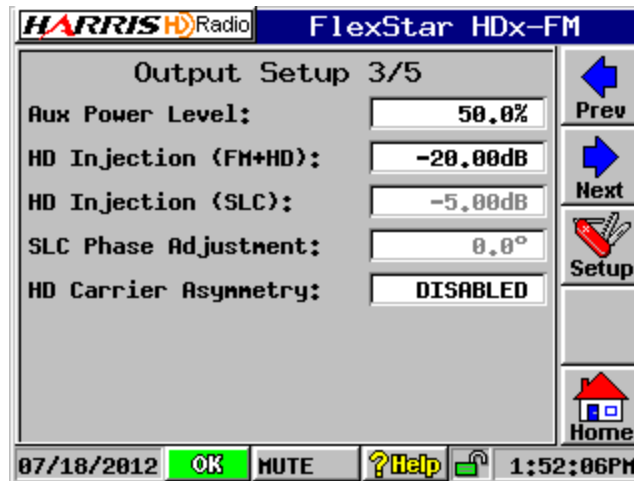 HARRIS HD Radio FlexStar HDx-FM
Output Setup 3/5
Aux Power Level: 50.0%
HD Injection (FM+HD): -20.00dB
HD Injection (SLC): -5.00dB
SLC Phase Adjustment: 0.0°
HD Carrier Asymmetry: DISABLED
Prev
Next
Setup
Home
07/18/2012 OK MUTE ?Help 1:52:06PM